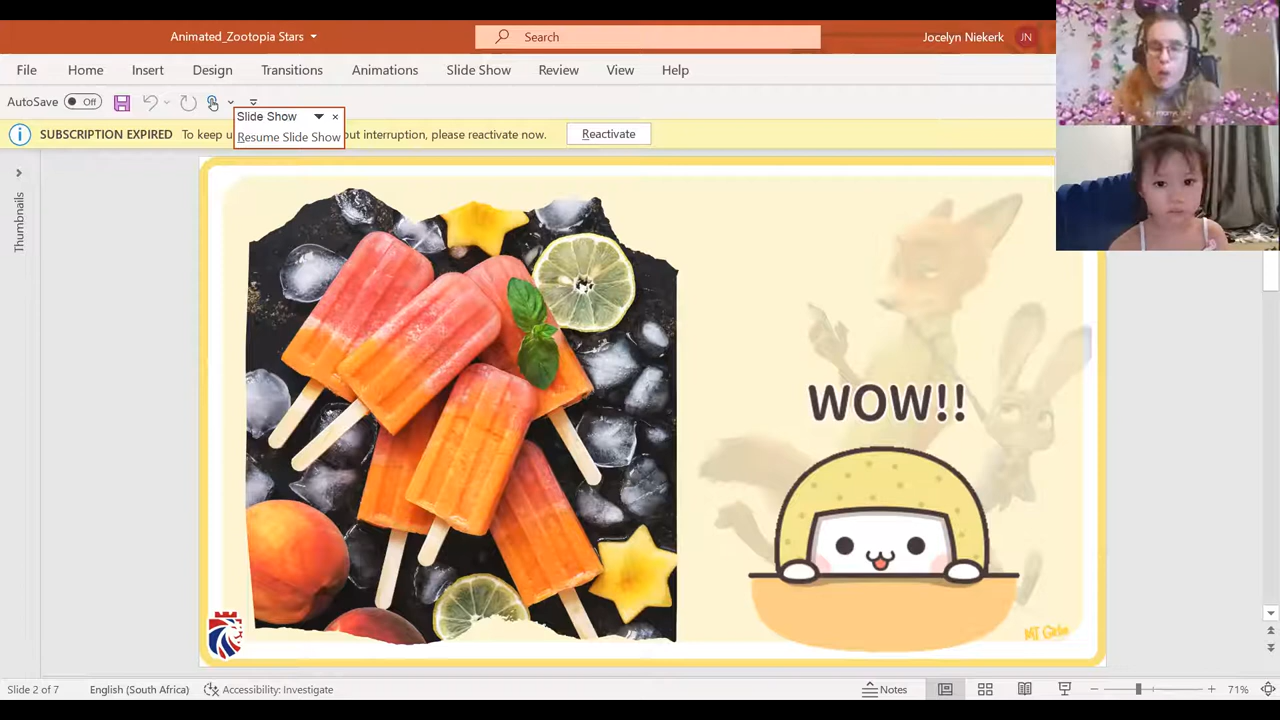 Animated_Zootopia Stars
Search
Jocelyn Niekerk
JN
File Home Insert Design Transitions Animations Slide Show Review View Help
AutoSave Off
Slide Show
Resume Slide Show
SUBSCRIPTION EXPIRED To keep u out interruption, please reactivate now. Reactivate
Thumbnails
WOW!!
Slide 2 of 7 English (South Africa) Accessibility: Investigate Notes 71%